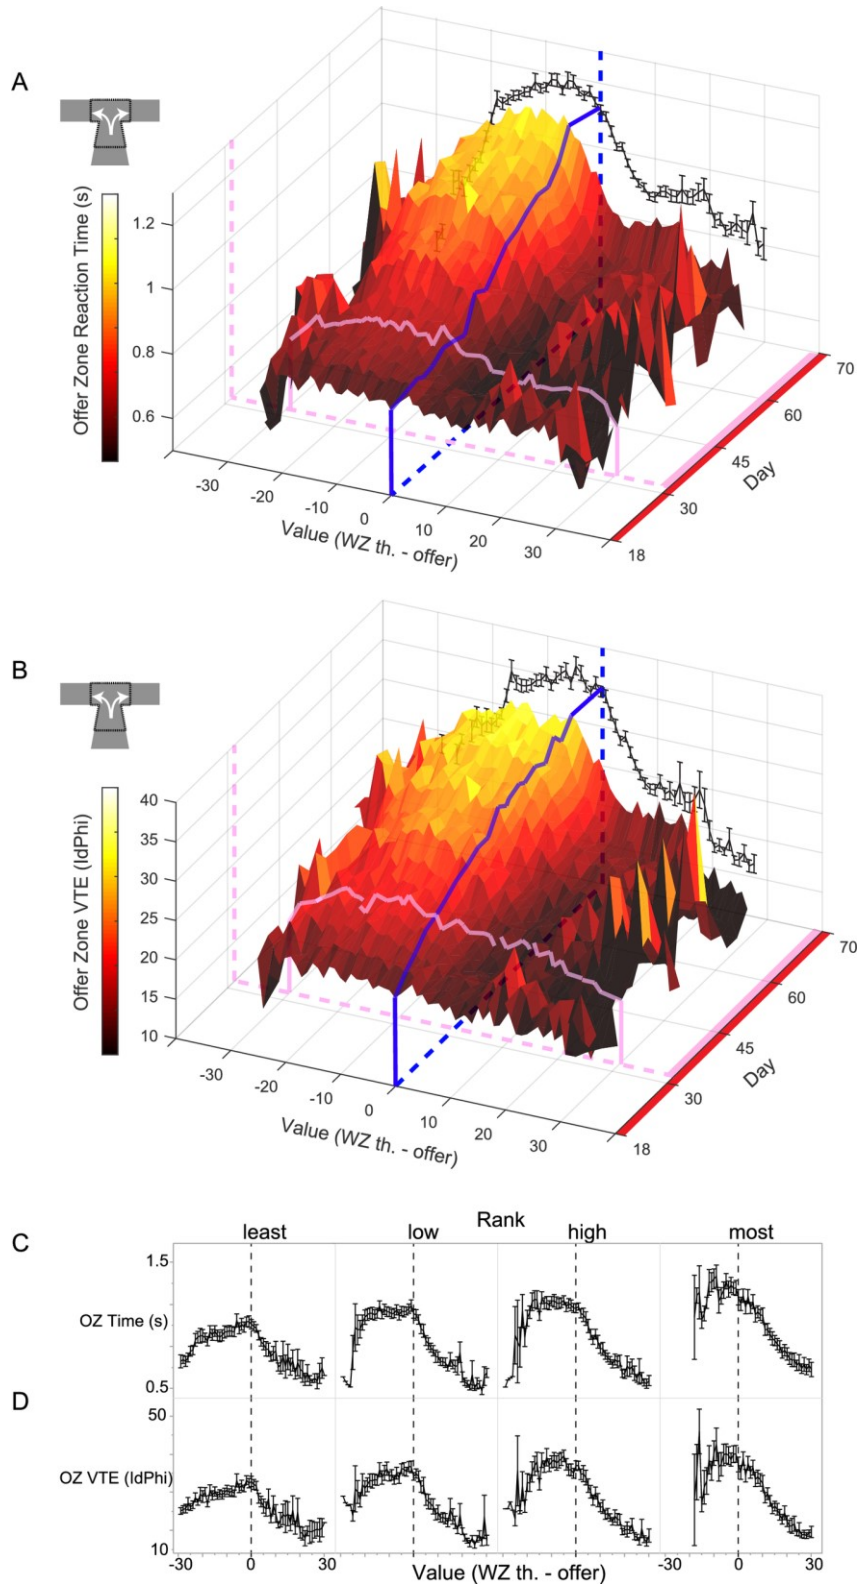 A
Offer Zone Reaction Time (s)
1.2
1
0.8
0.6
-30
-20
-10
0
10
20
30
Value (WZ th. - offer)
18
30
45
60
70
Day
B
Offer Zone VTE (IdPhi)
40
35
30
25
20
15
10
-30
-20
-10
0
10
20
30
Value (WZ th. - offer)
18
30
45
60
70
Day
Rank
C
least low high most
1.5
OZ Time (s)
0.5
D
50
OZ VTE (IdPhi)
10
-30 0 30 -30 0 30
Value (WZ th. - offer)